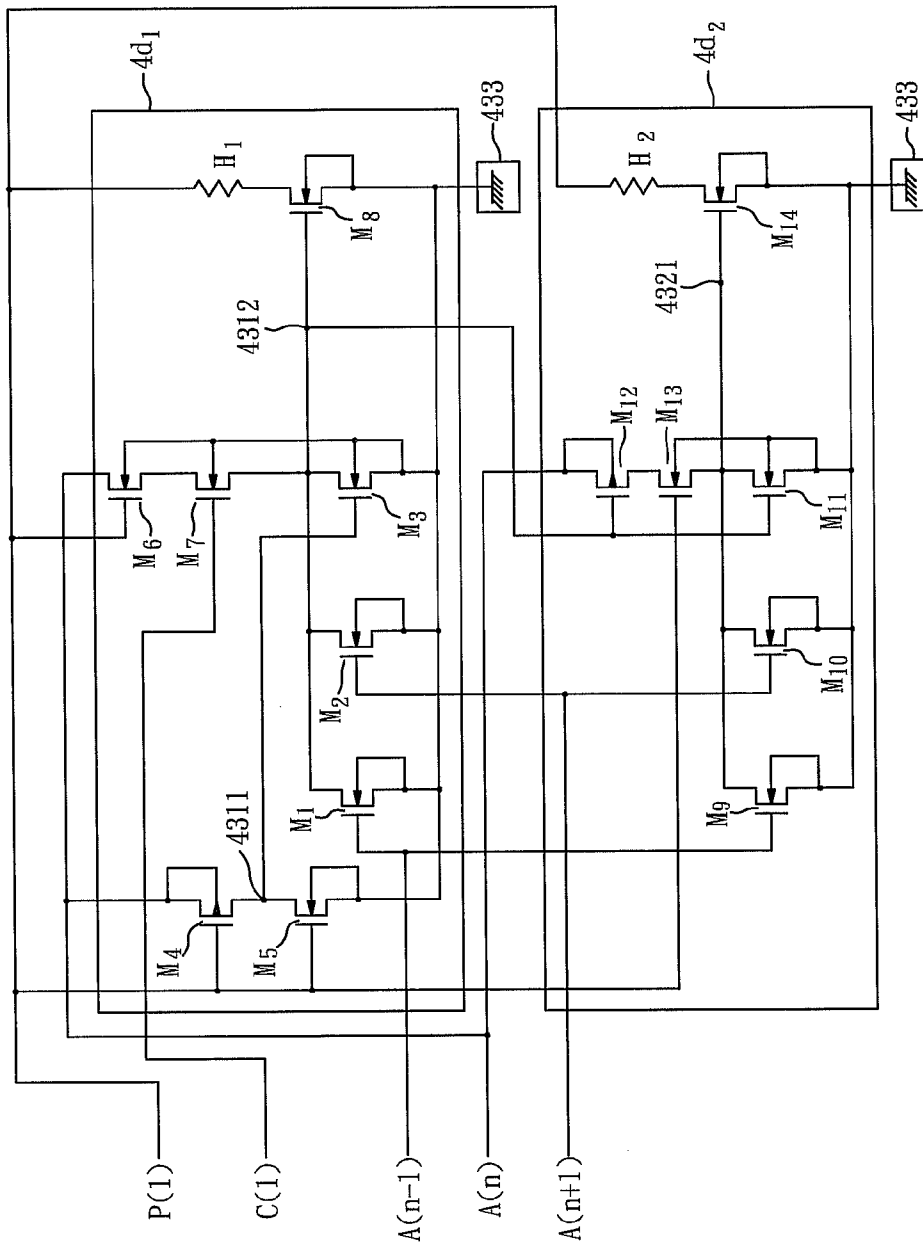 4d1
433
H1
M8
4312
M6
M7
M3
M2
M1
4311
M4
M5
4d2
433
H2
M14
4321
M12
M13
M11
M10
M9
P(1)
C(1)
A(n-1)
A(n)
A(n+1)